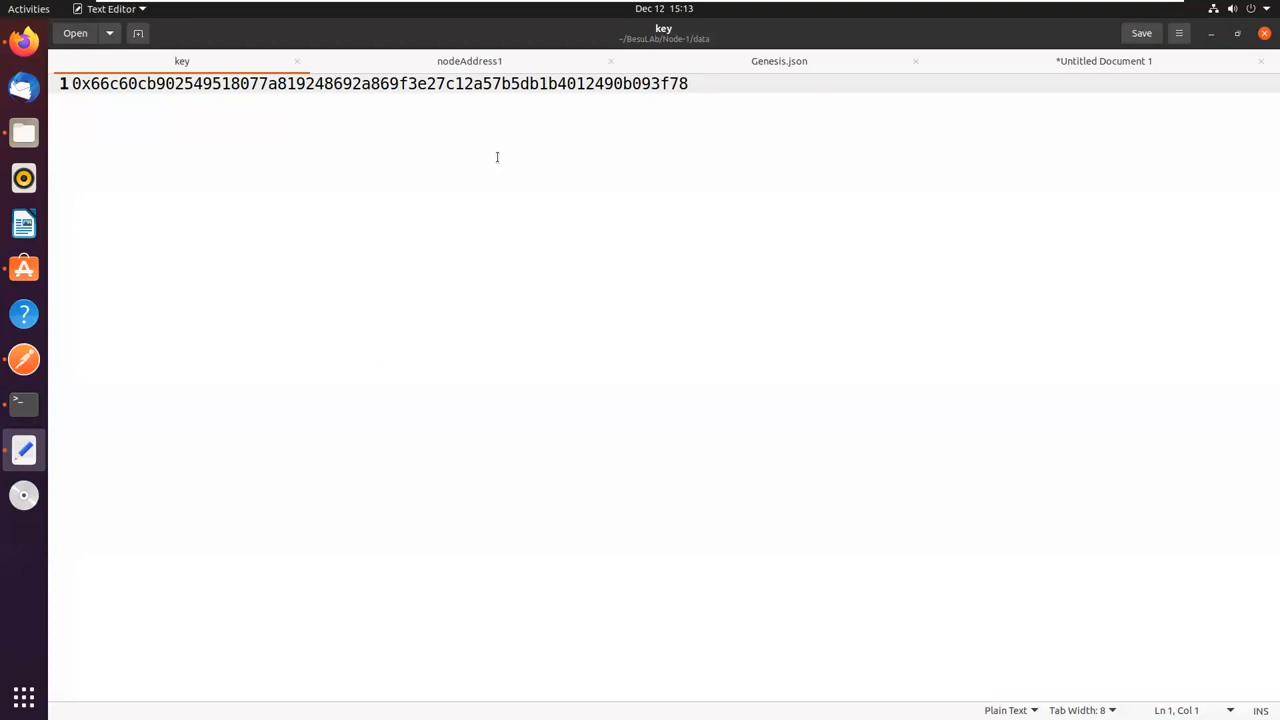 Activities Text Editor Dec 12 15:13
Open key Save
~/BesuLAb/Node-1/data
key nodeAddress1 Genesis.json *Untitled Document 1
1 0x66c60cb902549518077a819248692a869f3e27c12a57b5db1b4012490b093f78
Plain Text Tab Width: 8 Ln 1, Col 1 INS